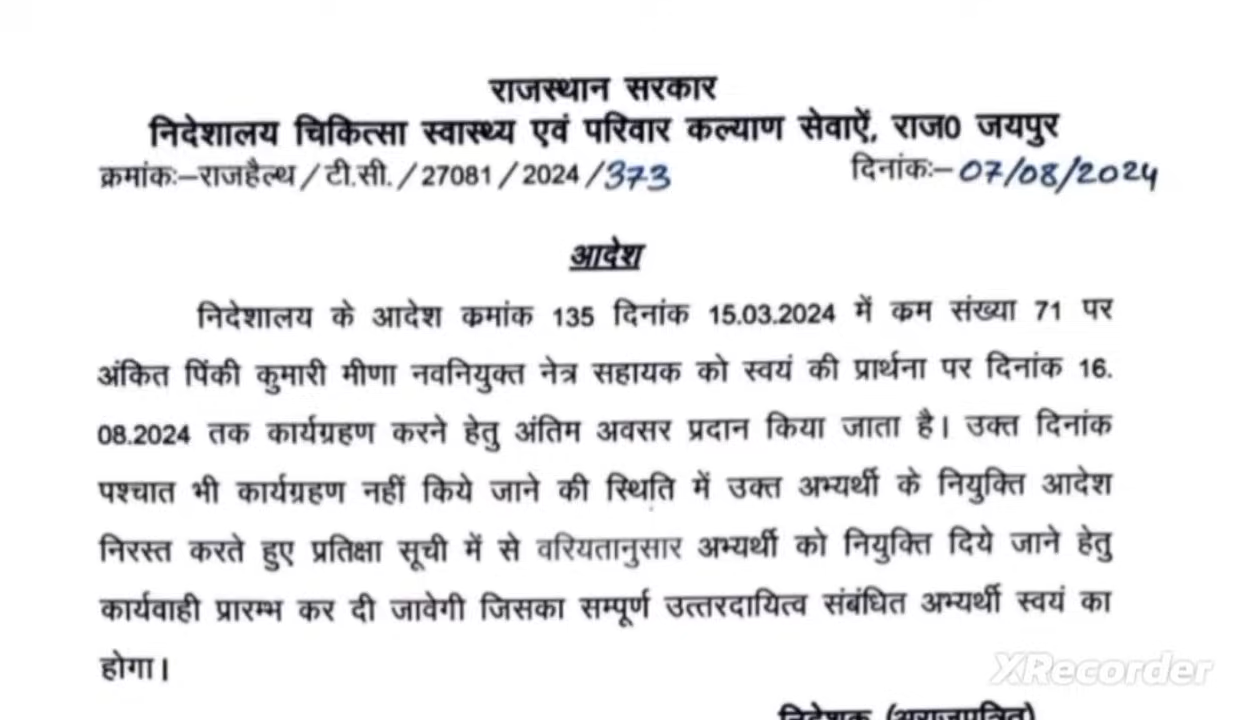 राजस्थान सरकार
निदेशालय चिकित्सा स्वास्थ्य एवं परिवार कल्याण सेवाऐं, राज0 जयपुर
क्रमांकः–राजहैल्थ/टी.सी./27081/2024/373 दिनांकः–07/08/2024
आदेश
निदेशालय के आदेश कमांक 135 दिनांक 15.03.2024 में कम संख्या 71 पर
अंकित पिंकी कुमारी मीणा नवनियुक्त नेत्र सहायक को स्वयं की प्रार्थना पर दिनांक 16.
08.2024 तक कार्यग्रहण करने हेतु अंतिम अवसर प्रदान किया जाता है। उक्त दिनांक
पश्चात भी कार्यग्रहण नहीं किये जाने की स्थिति में उक्त अभ्यर्थी के नियुक्ति आदेश
निरस्त करते हुए प्रतिक्षा सूची में से वरियतानुसार अभ्यर्थी को नियुक्ति दिये जाने हेतु
कार्यवाही प्रारम्भ कर दी जावेगी जिसका सम्पूर्ण उत्तरदायित्व संबंधित अभ्यर्थी स्वयं का
होगा।
XRecorder
निदेशक (अराजपत्रित)